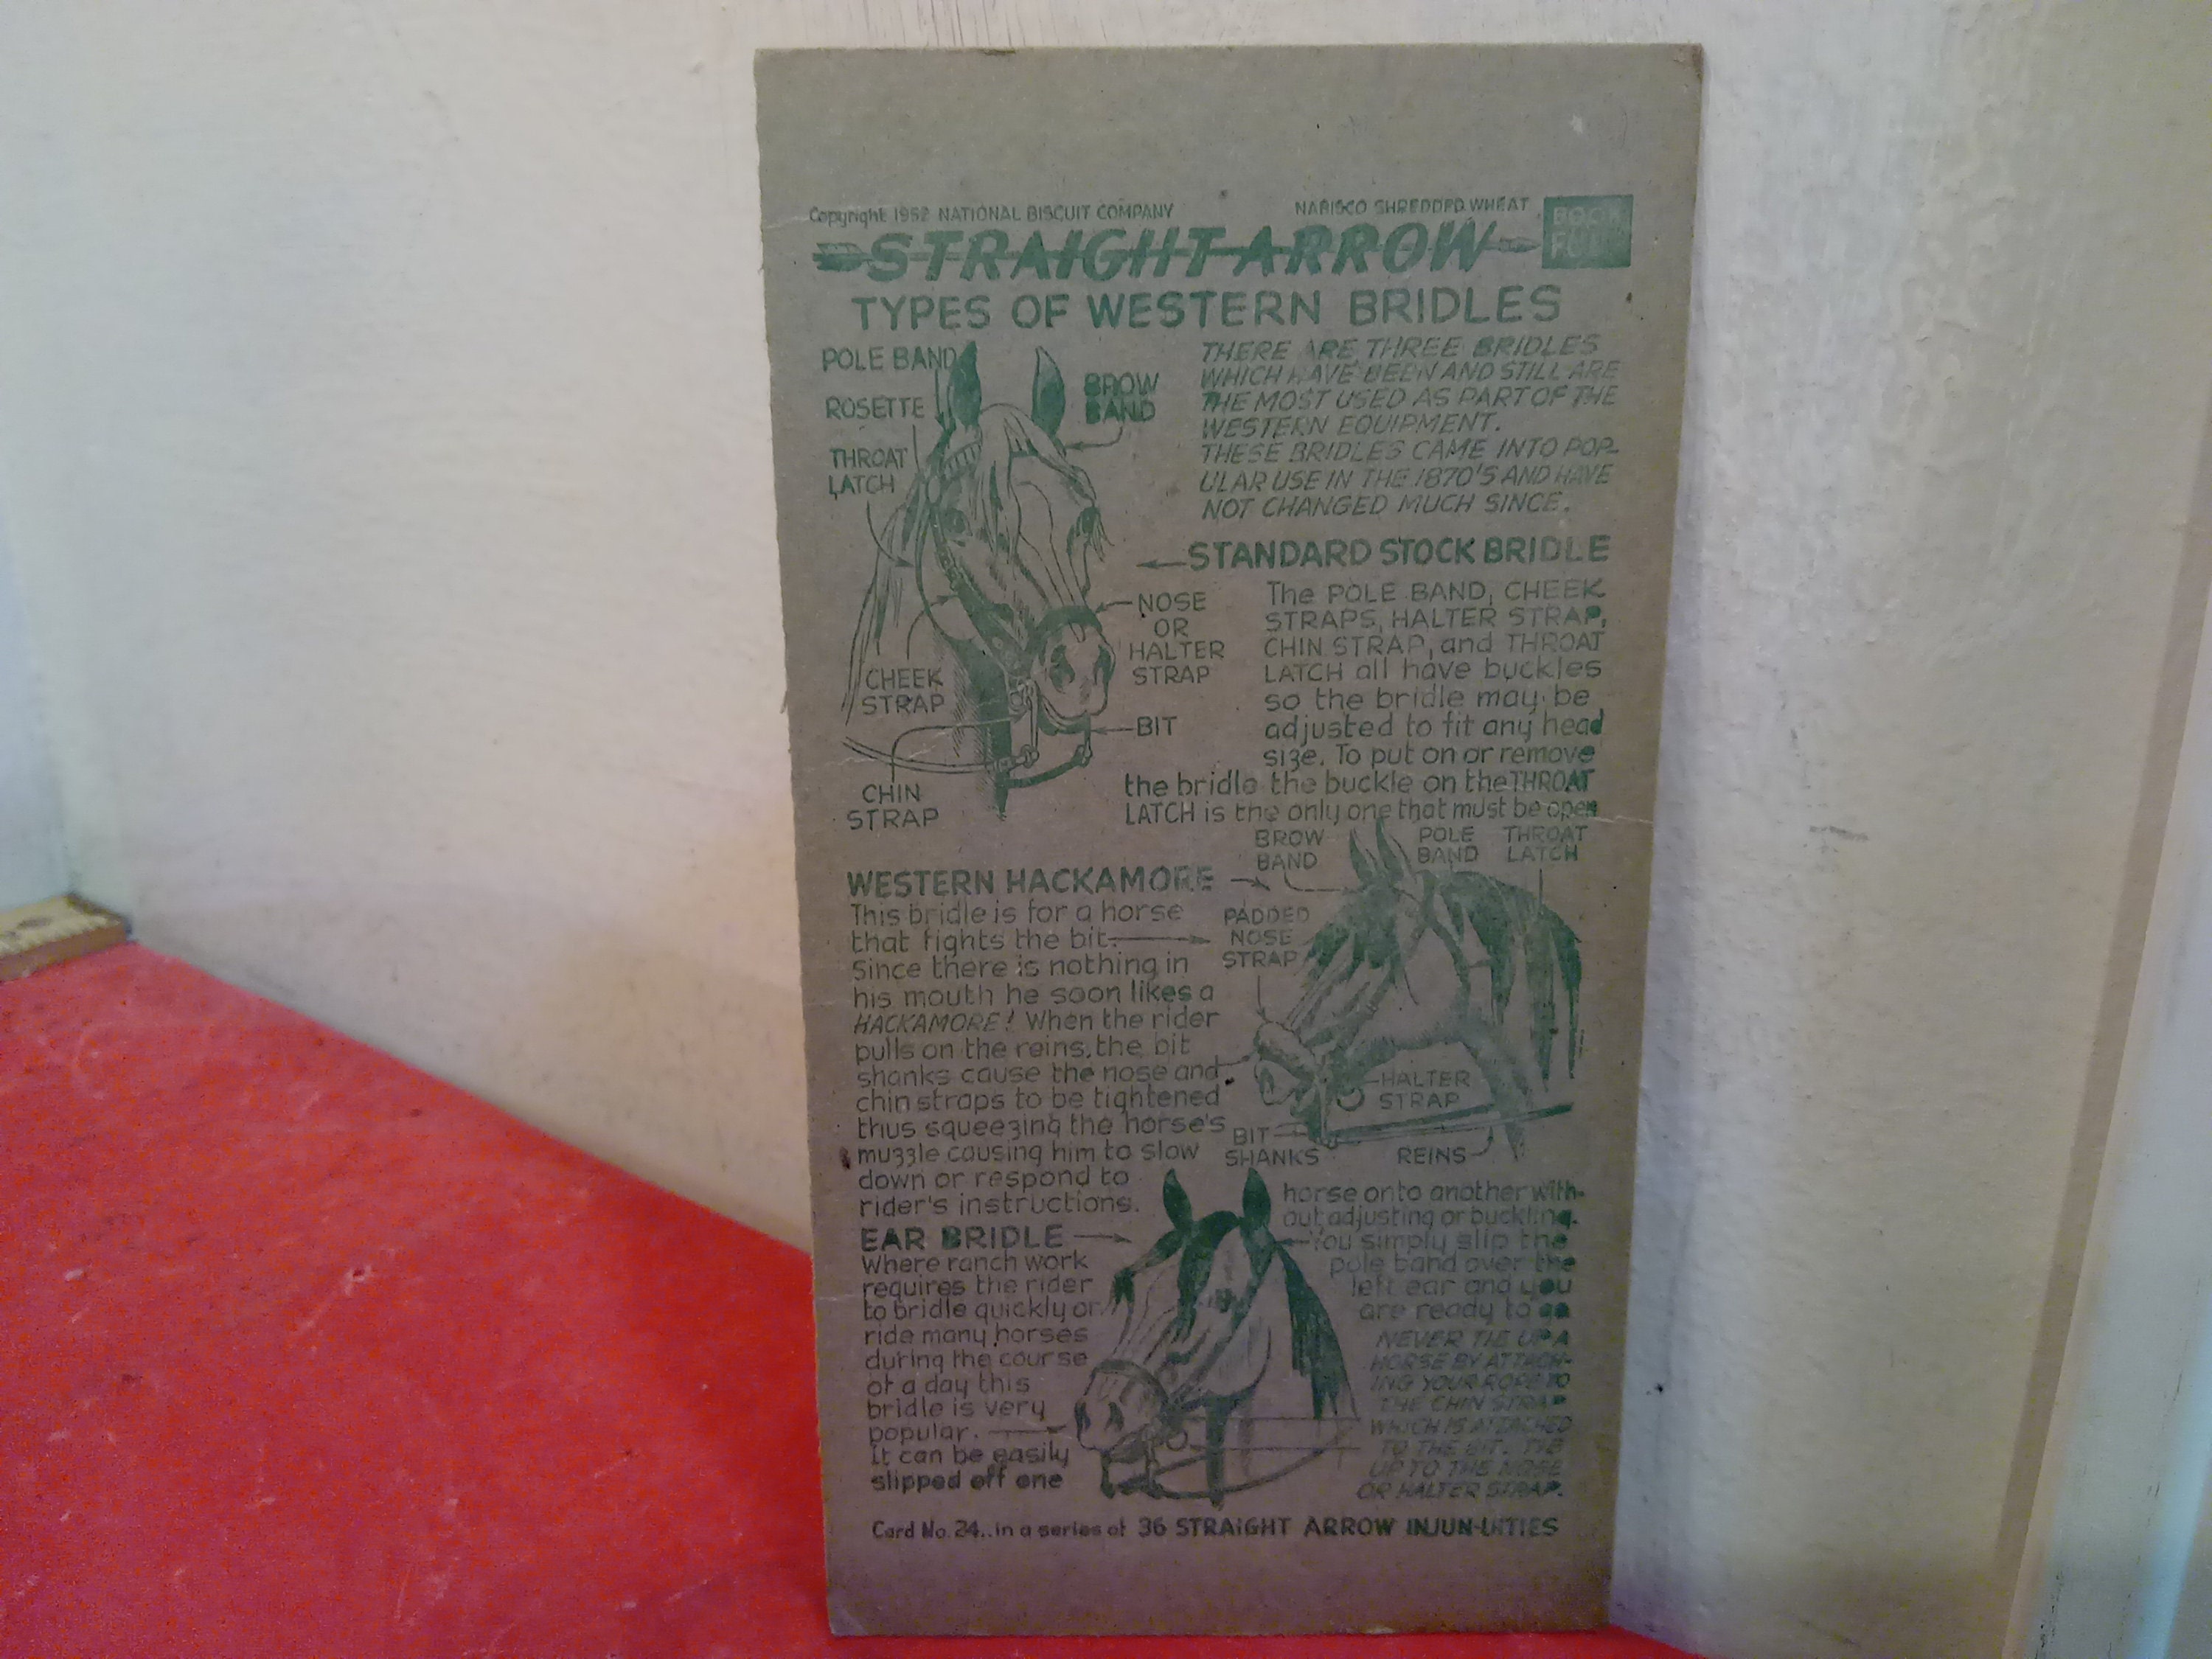 Copyright 1952 NATIONAL BISCUIT COMPANY
NABISCO SHREDDED WHEAT
BOOK
STRAIGHT ARROW
TYPES OF WESTERN BRIDLES
POLE BAND
ROSETTE
THROAT
LATCH
BROW
BAND
THERE ARE THREE BRIDLES
WHICH HAVE BEEN AND STILL ARE
THE MOST USED AS PART OF THE
WESTERN EQUIPMENT.
THESE BRIDLES CAME INTO POP-
ULAR USE IN THE 1870'S AND HAVE
NOT CHANGED MUCH SINCE.
STANDARD STOCK BRIDLE
NOSE
OR
HALTER
STRAP
CHEEK
STRAP
BIT
CHIN
STRAP
The POLE BAND, CHEEK
STRAPS, HALTER STRAP,
CHIN STRAP, and THROAT
LATCH all have buckles
so the bridle may be
adjusted to fit any head
size. To put on or remove
the bridle the buckle on the THROAT
LATCH is the only one that must be open
BROW
BAND
POLE
BAND
THROAT
LATCH
WESTERN HACKAMORE
This bridle is for a horse
that fights the bit.
Since there is nothing in
his mouth he soon likes a
HACKAMORE! When the rider
pulls on the reins, the bit
shanks cause the nose and
chin straps to be tightened
thus squeezing the horse's
muzzle causing him to slow
down or respond to
rider's instructions.
PADDED
NOSE
STRAP
HALTER
STRAP
BIT
SHANKS
REINS
EAR BRIDLE
Where ranch work
requires the rider
to bridle quickly or
ride many horses
during the course
of a day this
bridle is very
popular.
It can be easily
slipped off one
horse onto another with-
out adjusting or buckling.
You simply slip the
pole band over the
left ear and you
are ready to go
NEVER TIE UP A
HORSE BY ATTACH-
ING YOUR ROPE TO
THE CHIN STRAP
WHICH IS ATTACHED
TO THE BIT. TIE
UP TO THE NOSE
OR HALTER STRAP.
Card No. 24..in a series of 36 STRAIGHT ARROW INJUN-UITIES